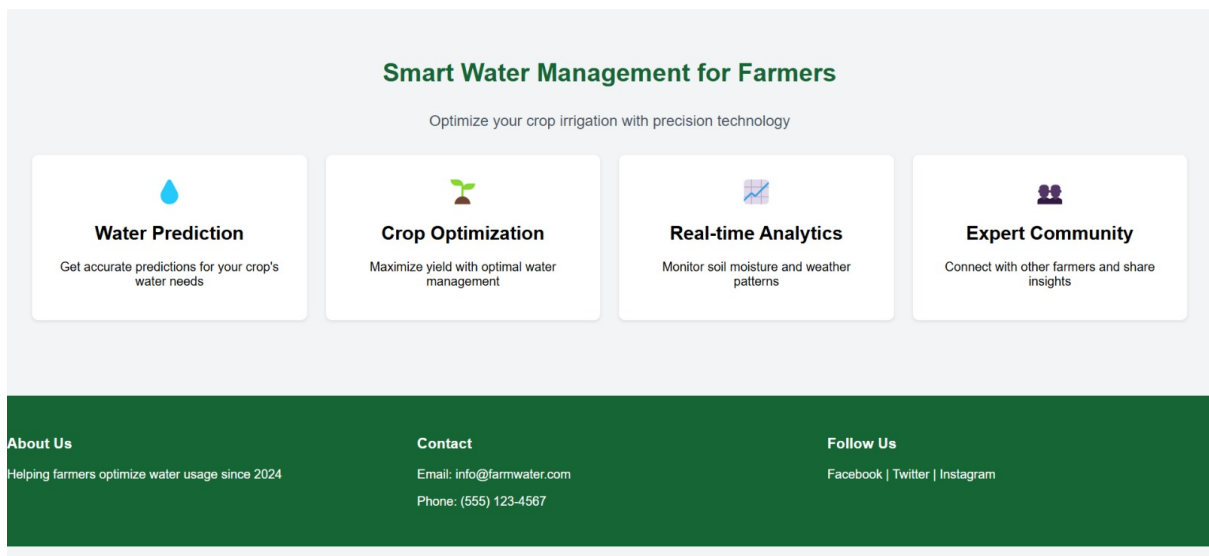 Smart Water Management for Farmers
Optimize your crop irrigation with precision technology
Water Prediction
Get accurate predictions for your crop's
water needs
Crop Optimization
Maximize yield with optimal water
management
Real-time Analytics
Monitor soil moisture and weather
patterns
Expert Community
Connect with other farmers and share
insights
About Us
Helping farmers optimize water usage since 2024
Contact
Email: info@farmwater.com
Phone: (555) 123-4567
Follow Us
Facebook | Twitter | Instagram